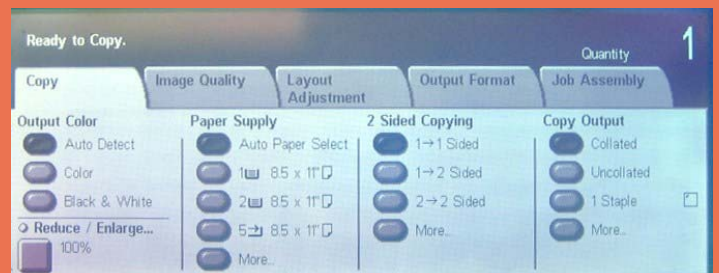 Ready to Copy.
Quantity 1
Copy
Image Quality
Layout
Adjustment
Output Format
Job Assembly
Output Color
Auto Detect
Color
Black & White
Reduce / Enlarge...
100%
Paper Supply
Auto Paper Select
1 8.5 x 11"
2 8.5 x 11"
5 8.5 x 11"
More...
2 Sided Copying
1→1 Sided
1→2 Sided
2→2 Sided
More...
Copy Output
Collated
Uncollated
1 Staple
More...